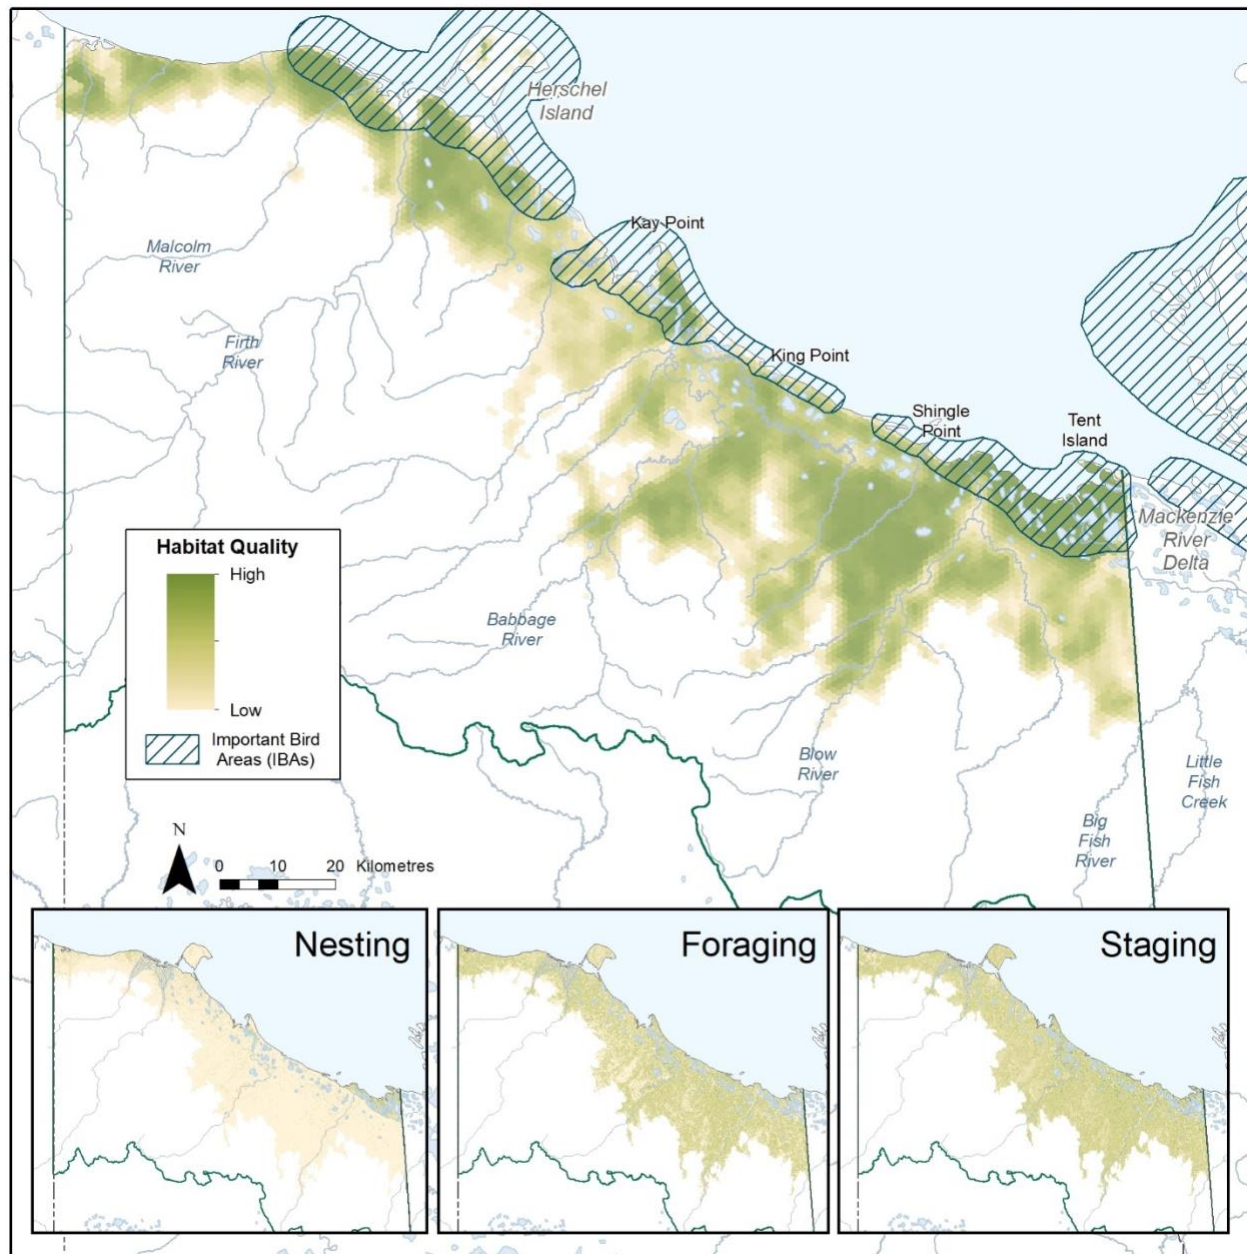 Herschel
Island
Kay Point
Malcolm
River
Firth
River
King Point
Shingle
Point
Tent
Island
Mackenzie
River
Delta
Habitat Quality
High
Low
Important Bird
Areas (IBAs)
Babbage
River
Blow
River
Little
Fish
Creek
Big
Fish
River
N
0 10 20 Kilometres
Nesting
Foraging
Staging